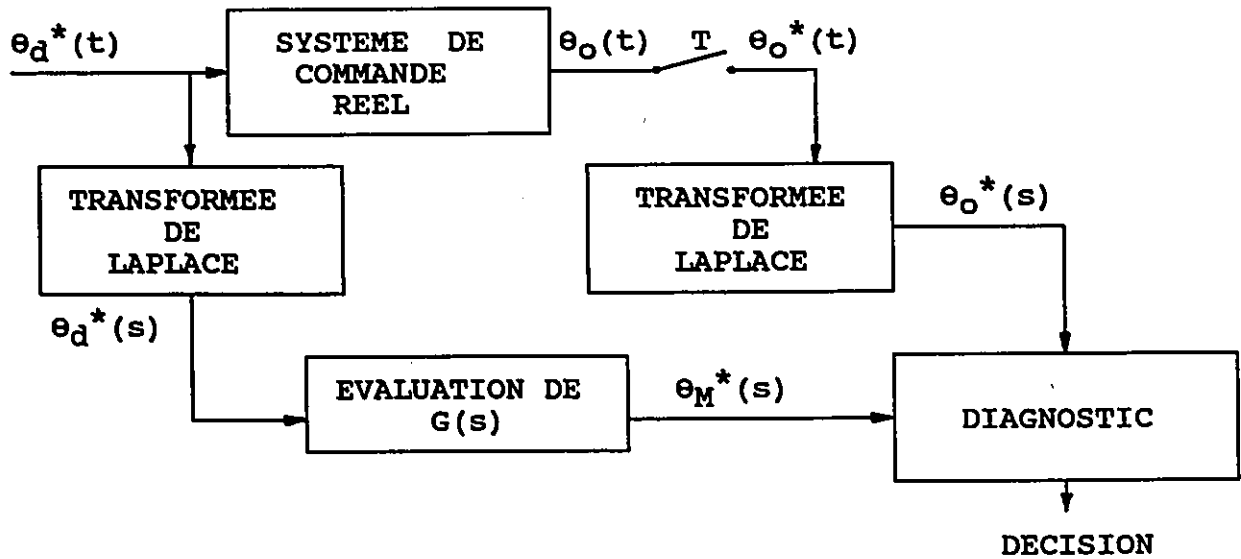 θd*(t)
SYSTEME DE
COMMANDE
REEL
θo(t)
T
θo*(t)
TRANSFORMEE
DE
LAPLACE
TRANSFORMEE
DE
LAPLACE
θo*(s)
θd*(s)
EVALUATION DE
G(s)
θM*(s)
DIAGNOSTIC
DECISION